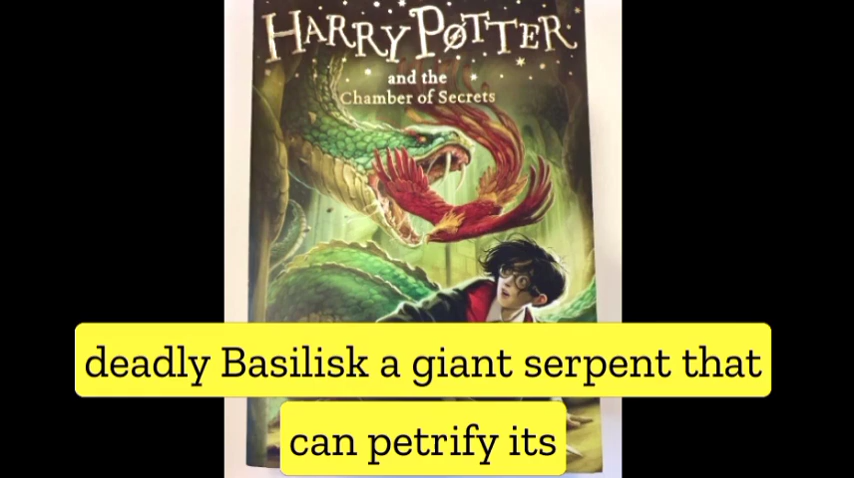 HARRY POTTER
and the
Chamber of Secrets
deadly Basilisk a giant serpent that
can petrify its